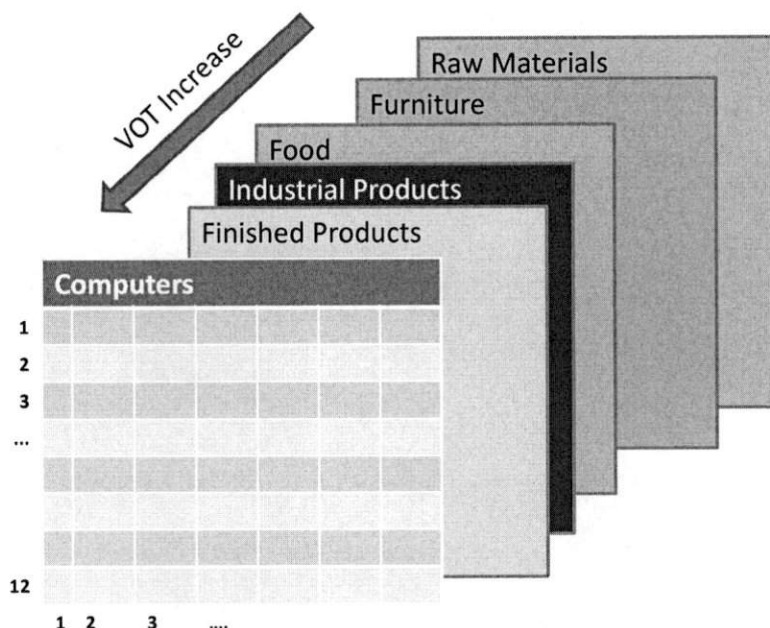 VOT Increase
Raw Materials
Furniture
Food
Industrial Products
Finished Products
Computers
1
2
3
...
12
1 2 3 ....